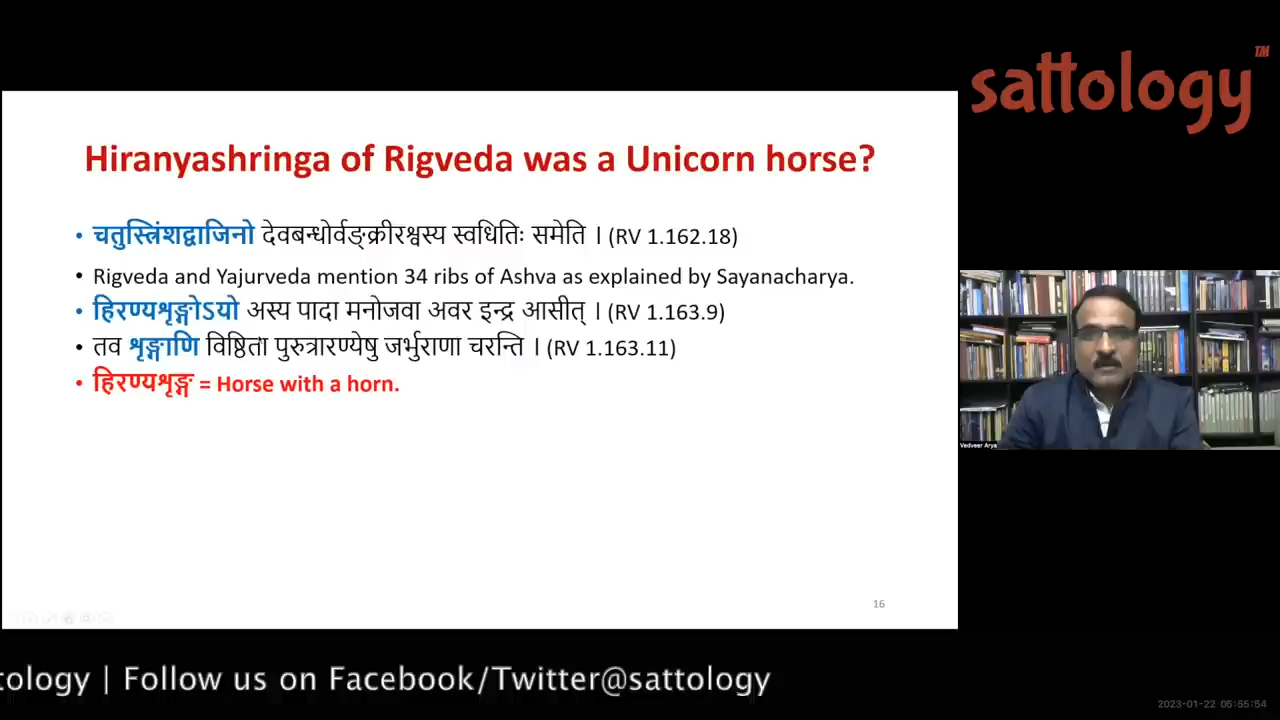 sattology™
Hiranyashringa of Rigveda was a Unicorn horse?
• चतुस्त्रिंशद्वाजिनो देवबन्धोर्वङ्क्रीरश्वस्य स्वधितिः समेति । (RV 1.162.18)
• Rigveda and Yajurveda mention 34 ribs of Ashva as explained by Sayanacharya.
• हिरण्यशृङ्गोऽयो अस्य पादा मनोजवा अवर इन्द्र आसीत् । (RV 1.163.9)
• तव शृङ्गाणि विष्ठिता पुरुत्रारण्येषु जर्भुराणा चरन्ति । (RV 1.163.11)
• हिरण्यशृङ्ग = Horse with a horn.
Vedveer Arya
16
ttology | Follow us on Facebook/Twitter@sattology
2023-01-22 05:55:54